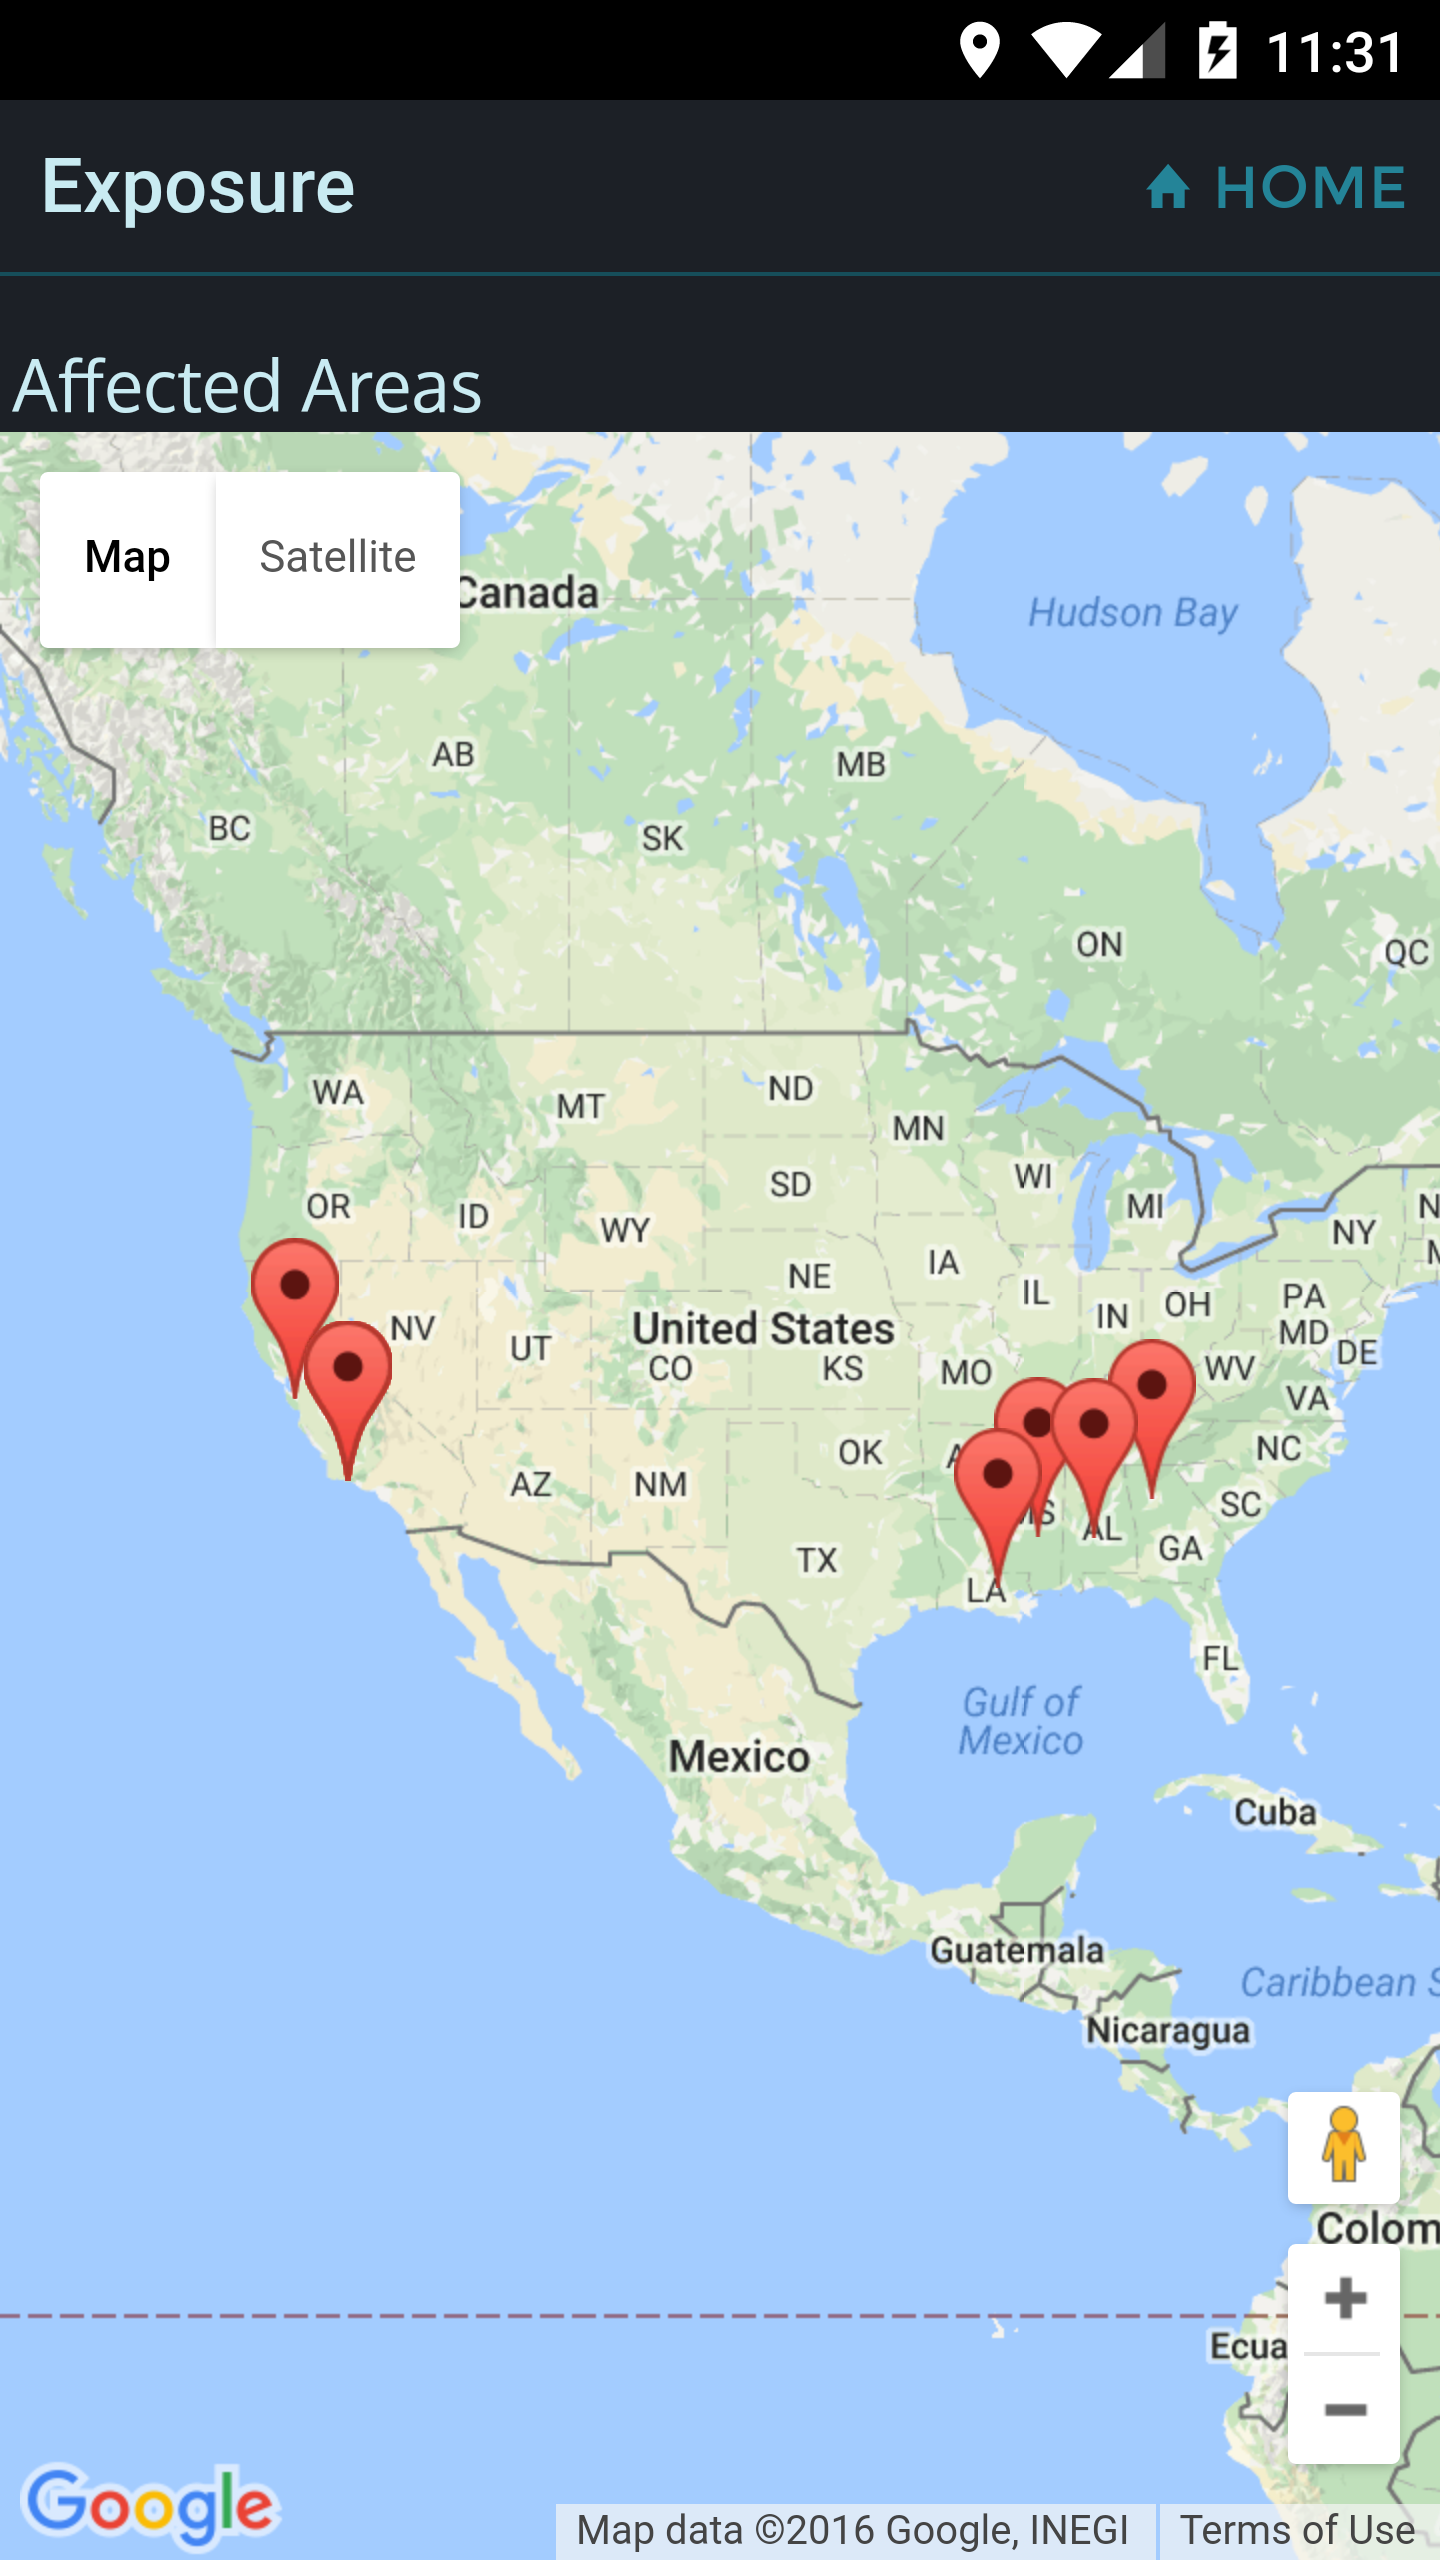 11:31
Exposure
HOME
Affected Areas
Map
Satellite
Canada
Hudson Bay
AB
MB
BC
SK
ON
QC
WA
MT
ND
MN
OR
ID
WY
SD
WI
MI
NY
NE
IA
IL
IN
OH
PA
MD
DE
NV
UT
United States
CO
KS
MO
WV
VA
AZ
NM
OK
NC
SC
MS
AL
GA
TX
LA
FL
Gulf of
Mexico
Mexico
Cuba
Guatemala
Caribbean S
Nicaragua
Colom
Ecua
Google
Map data ©2016 Google, INEGI
Terms of Use